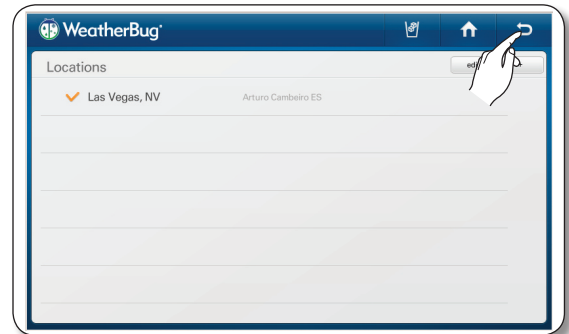 WeatherBug
Locations
+
Las Vegas, NV
Arturo Cambeiro ES